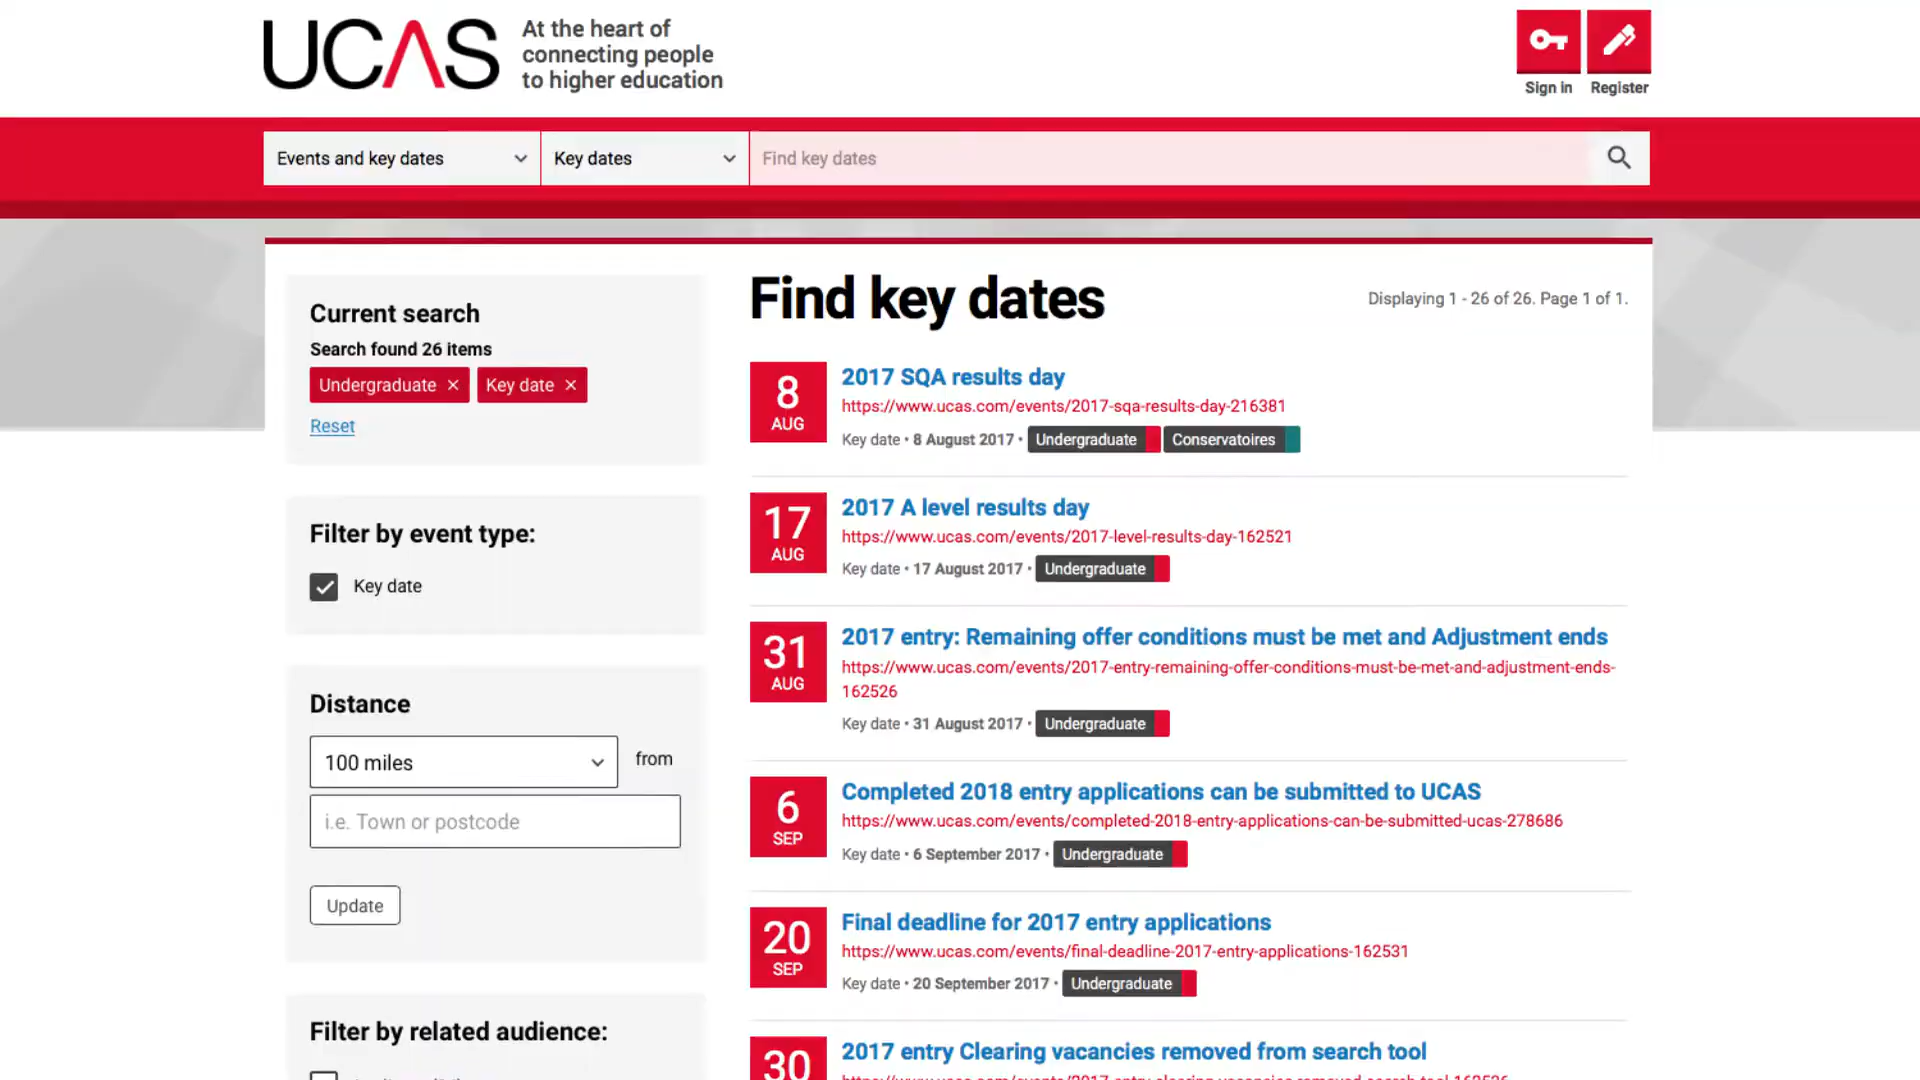 UCAS
At the heart of
connecting people
to higher education
Sign in
Register
Events and key dates
Key dates
Find key dates
Current search
Search found 26 items
Undergraduate ×
Key date ×
Reset
Filter by event type:
Key date
Distance
100 miles
from
i.e. Town or postcode
Update
Filter by related audience:
Find key dates
Displaying 1 - 26 of 26. Page 1 of 1.
8
AUG
2017 SQA results day
https://www.ucas.com/events/2017-sqa-results-day-216381
Key date • 8 August 2017 • Undergraduate Conservatoires
17
AUG
2017 A level results day
https://www.ucas.com/events/2017-level-results-day-162521
Key date • 17 August 2017 • Undergraduate
31
AUG
2017 entry: Remaining offer conditions must be met and Adjustment ends
https://www.ucas.com/events/2017-entry-remaining-offer-conditions-must-be-met-and-adjustment-ends-
162526
Key date • 31 August 2017 • Undergraduate
6
SEP
Completed 2018 entry applications can be submitted to UCAS
https://www.ucas.com/events/completed-2018-entry-applications-can-be-submitted-ucas-278686
Key date • 6 September 2017 • Undergraduate
20
SEP
Final deadline for 2017 entry applications
https://www.ucas.com/events/final-deadline-2017-entry-applications-162531
Key date • 20 September 2017 • Undergraduate
30
2017 entry Clearing vacancies removed from search tool